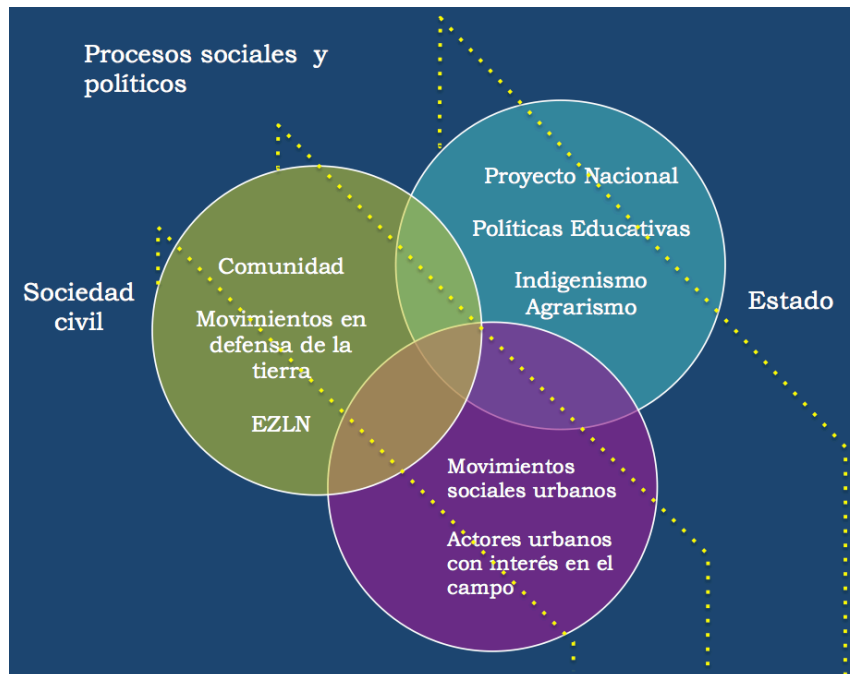 Procesos sociales y
políticos
Proyecto Nacional
Políticas Educativas
Indigenismo
Agrarismo
Comunidad
Movimientos en
defensa de la
tierra
EZLN
Sociedad
civil
Estado
Movimientos
sociales urbanos
Actores urbanos
con interés en el
campo